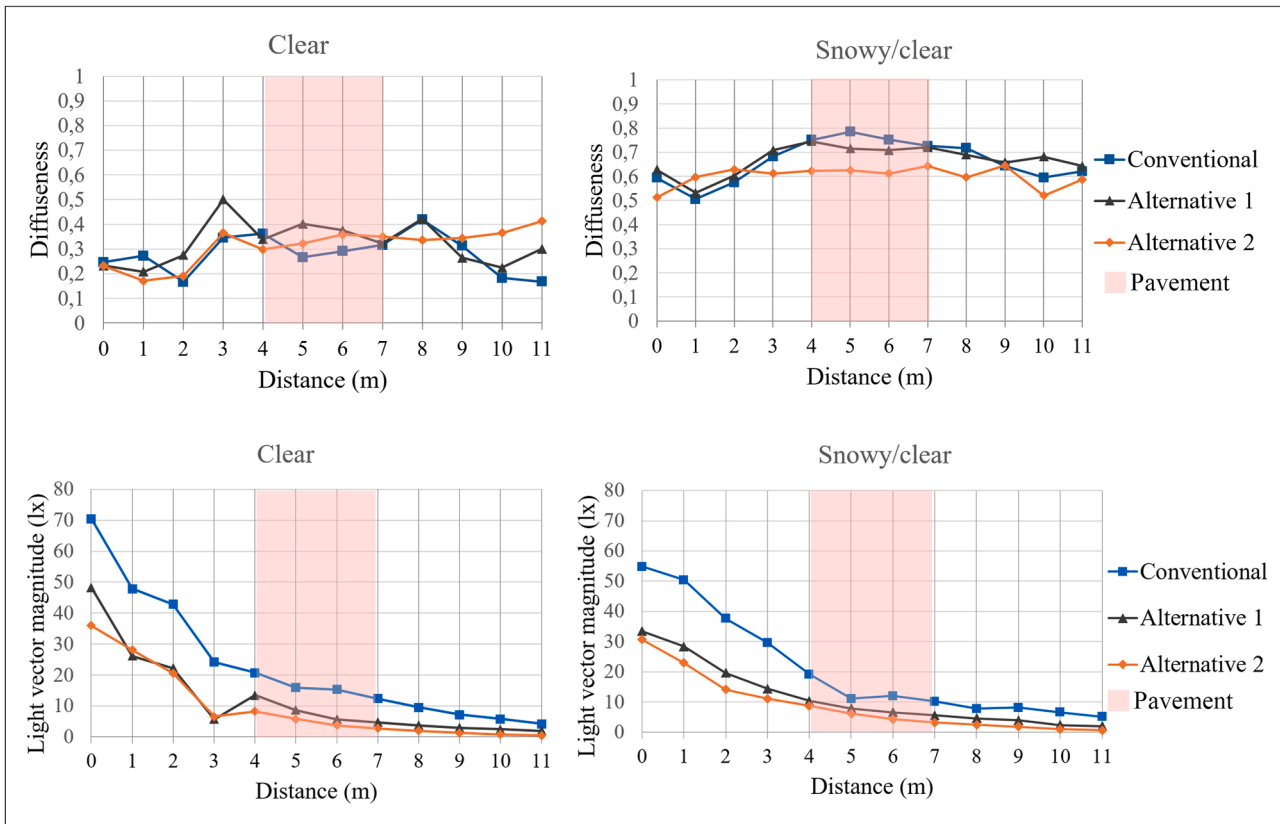 Clear
Diffuseness
1
0,9
0,8
0,7
0,6
0,5
0,4
0,3
0,2
0,1
0
0 1 2 3 4 5 6 7 8 9 10 11
Distance (m)
Snowy/clear
Diffuseness
1
0,9
0,8
0,7
0,6
0,5
0,4
0,3
0,2
0,1
0
0 1 2 3 4 5 6 7 8 9 10 11
Distance (m)
Conventional
Alternative 1
Alternative 2
Pavement
Clear
Light vector magnitude (lx)
80
70
60
50
40
30
20
10
0
0 1 2 3 4 5 6 7 8 9 10 11
Distance (m)
Snowy/clear
Light vector magnitude (lx)
80
70
60
50
40
30
20
10
0
0 1 2 3 4 5 6 7 8 9 10 11
Distance (m)
Conventional
Alternative 1
Alternative 2
Pavement